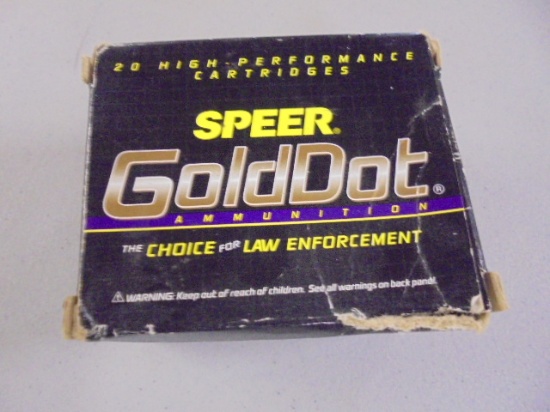 20 HIGH-PERFORMANCE
CARTRIDGES
SPEER®
GoldDot®
AMMUNITION
THE CHOICE FOR LAW ENFORCEMENT
⚠WARNING: Keep out of reach of children. See all warnings on back panel.